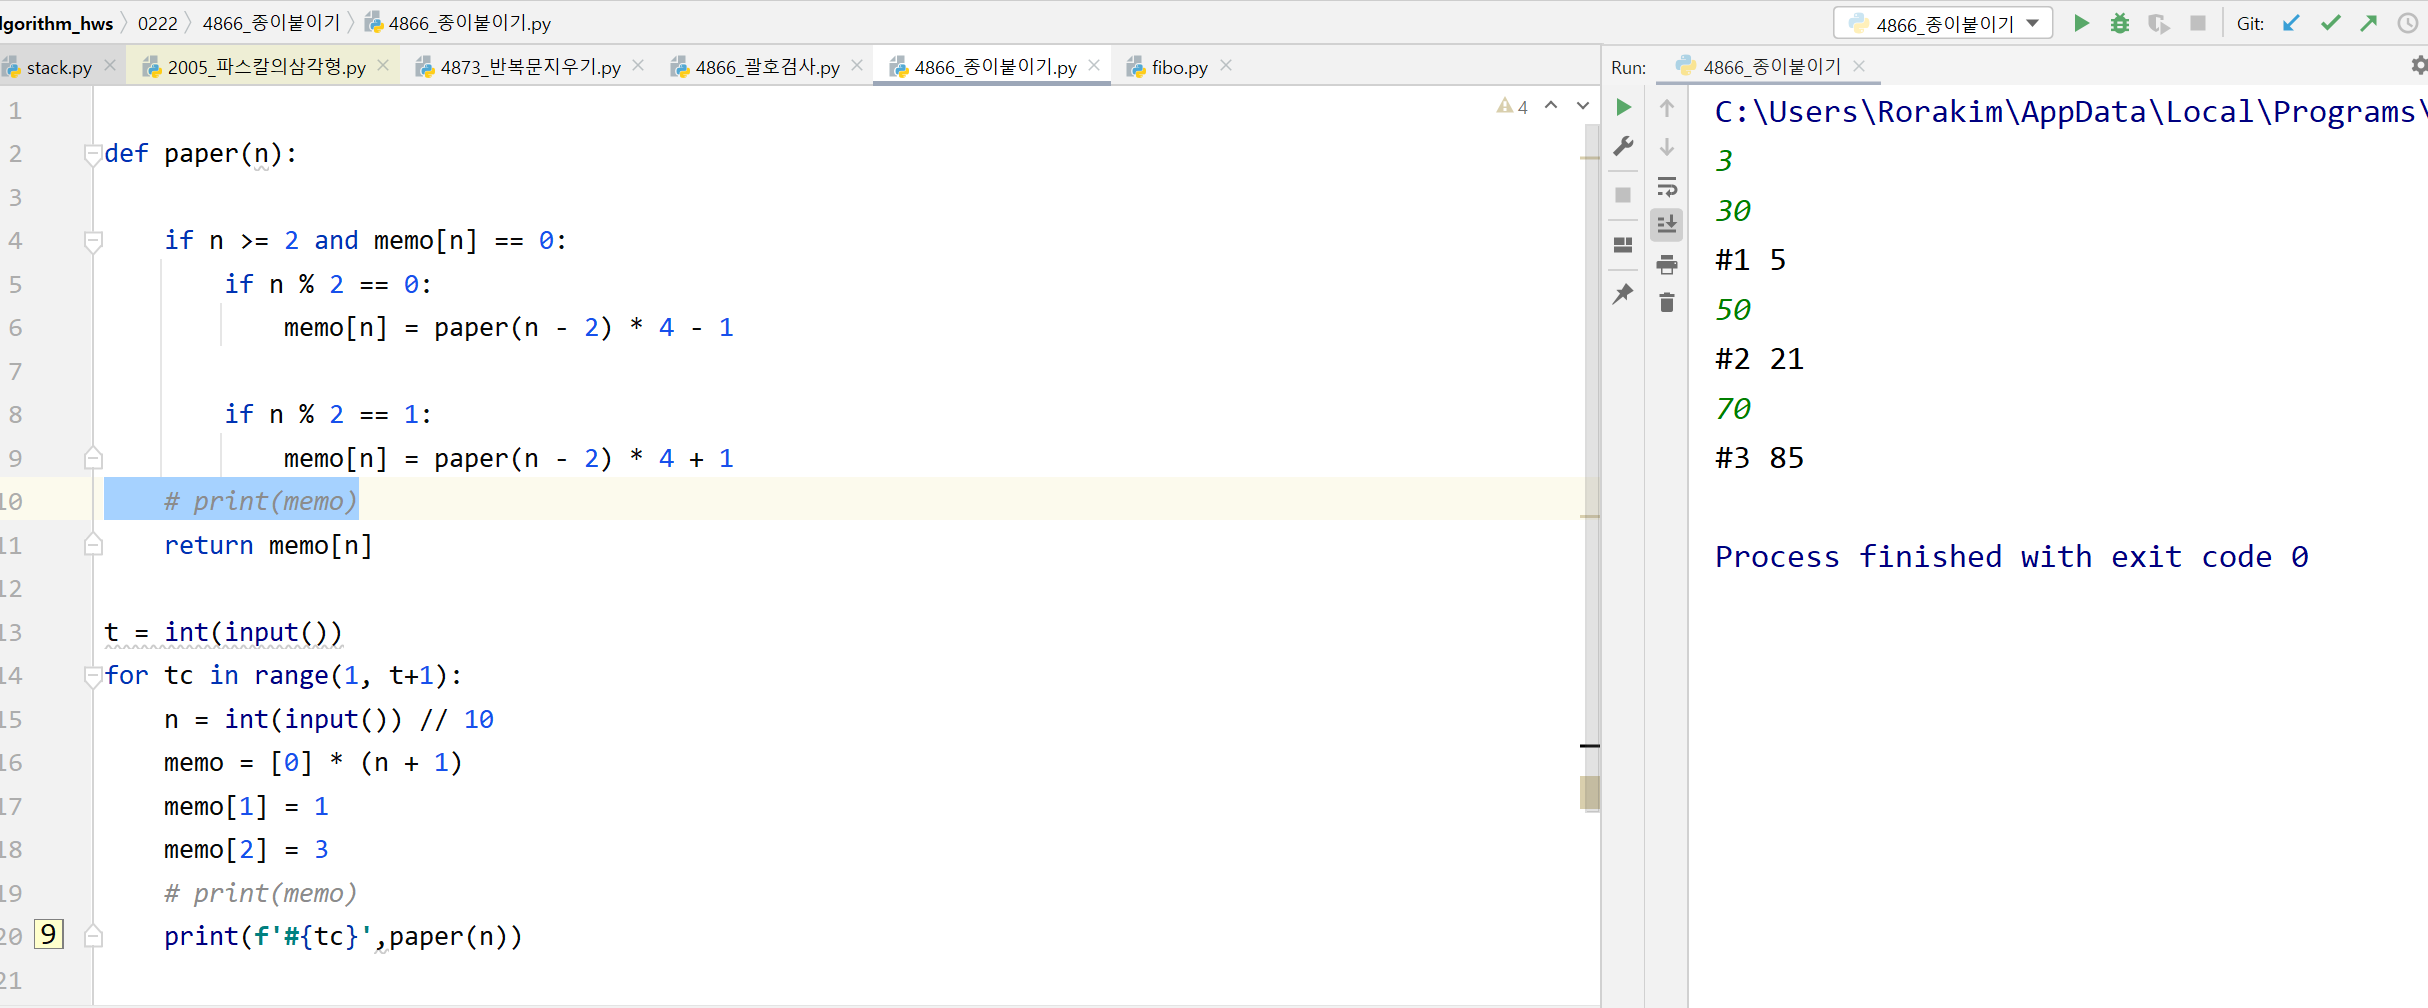 lgorithm_hws 〉 0222 〉 4866_종이붙이기 〉 4866_종이붙이기.py
4866_종이붙이기
Git:
stack.py
2005_파스칼의삼각형.py
4873_반복문지우기.py
4866_괄호검사.py
4866_종이붙이기.py
fibo.py
4
1
2 def paper(n):
3
4     if n >= 2 and memo[n] == 0:
5         if n % 2 == 0:
6             memo[n] = paper(n - 2) * 4 - 1
7
8         if n % 2 == 1:
9             memo[n] = paper(n - 2) * 4 + 1
10     # print(memo)
11     return memo[n]
12
13 t = int(input())
14 for tc in range(1, t+1):
15     n = int(input()) // 10
16     memo = [0] * (n + 1)
17     memo[1] = 1
18     memo[2] = 3
19     # print(memo)
20 9     print(f'#{tc}',paper(n))
21
Run: 4866_종이붙이기
C:\Users\Rorakim\AppData\Local\Programs\
3
30
#1 5
50
#2 21
70
#3 85
Process finished with exit code 0